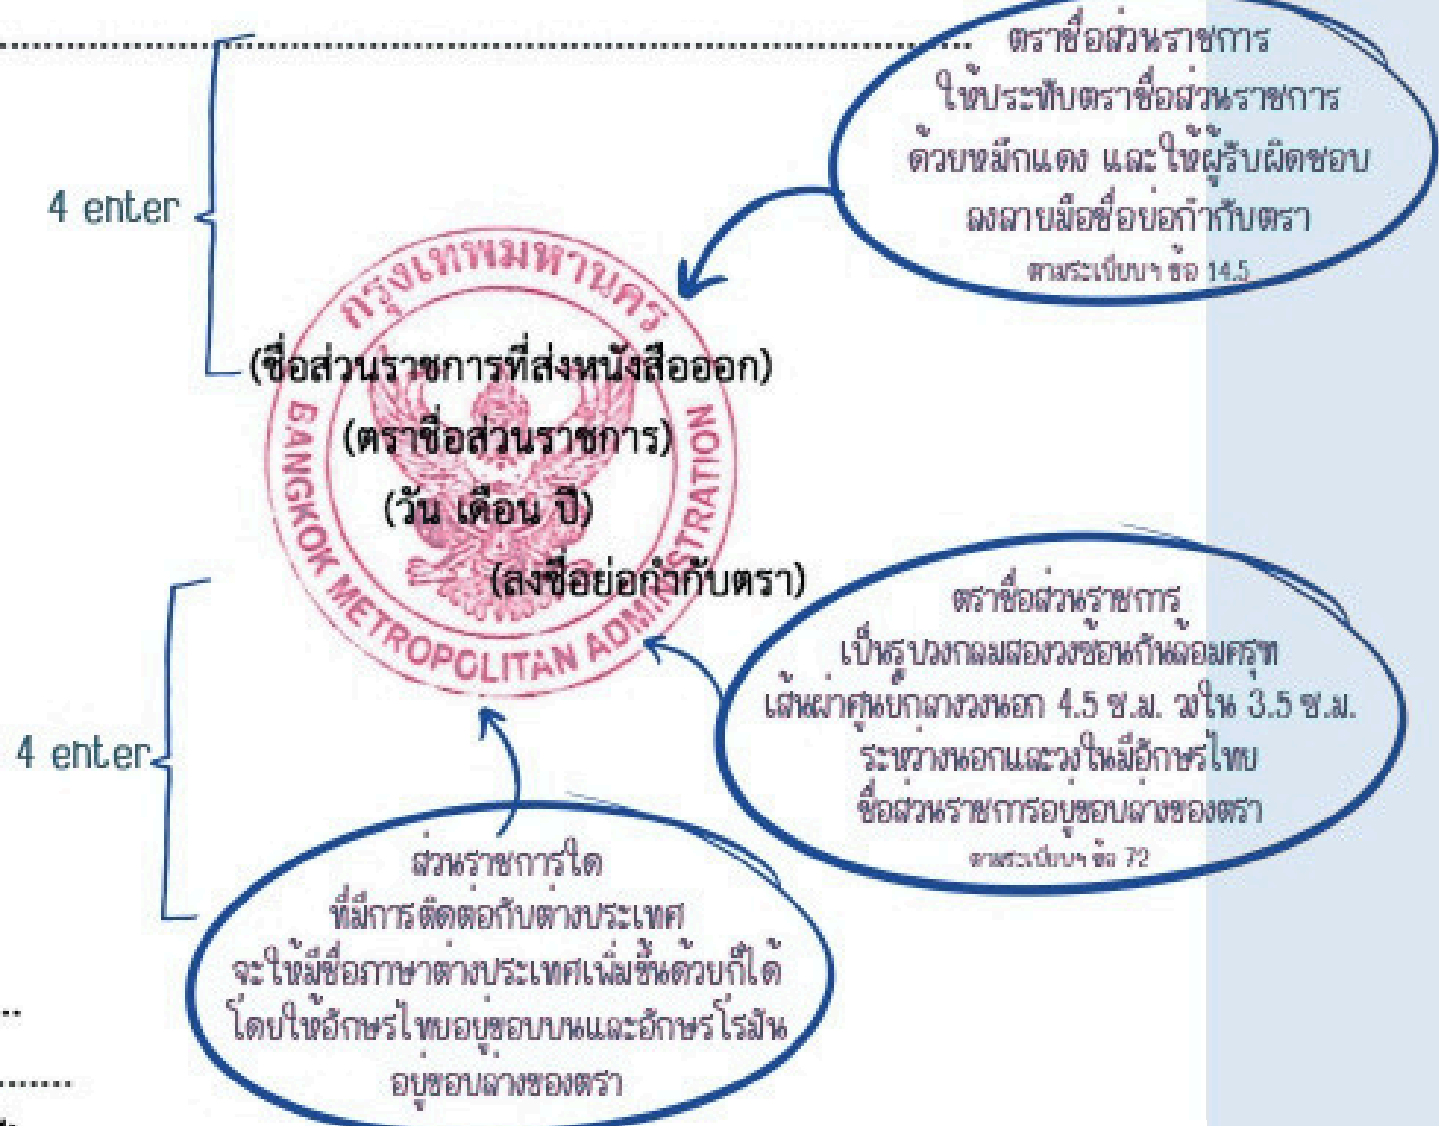 ตราชื่อส่วนราชการ
ให้ประทับตราชื่อส่วนราชการ
ด้วยหมึกแดง และให้ผู้รับผิดชอบ
ลงลายมือชื่อย่อกำกับตรา
ตามระเบียบฯ ข้อ 14.5
4 enter
กรุงเทพมหานคร
BANGKOK METROPOLITAN ADMINISTRATION
(ชื่อส่วนราชการที่ส่งหนังสือออก)
(ตราชื่อส่วนราชการ)
(วัน เดือน ปี)
(ลงชื่อย่อกำกับตรา)
ตราชื่อส่วนราชการ
เป็นรูปวงกลมสองวงซ้อนกันล้อมครุฑ
เส้นผ่าศูนย์กลางวงนอก 4.5 ซ.ม. วงใน 3.5 ซ.ม.
ระหว่างนอกและวงในมีอักษรไทย
ชื่อส่วนราชการอยู่ขอบล่างของตรา
ตามระเบียบฯ ข้อ 72
4 enter
ส่วนราชการใด
ที่มีการติดต่อกับต่างประเทศ
จะให้มีชื่อภาษาต่างประเทศเพิ่มขึ้นด้วยก็ได้
โดยให้อักษรไทยอยู่ขอบบนและอักษรโรมัน
อยู่ขอบล่างของตรา